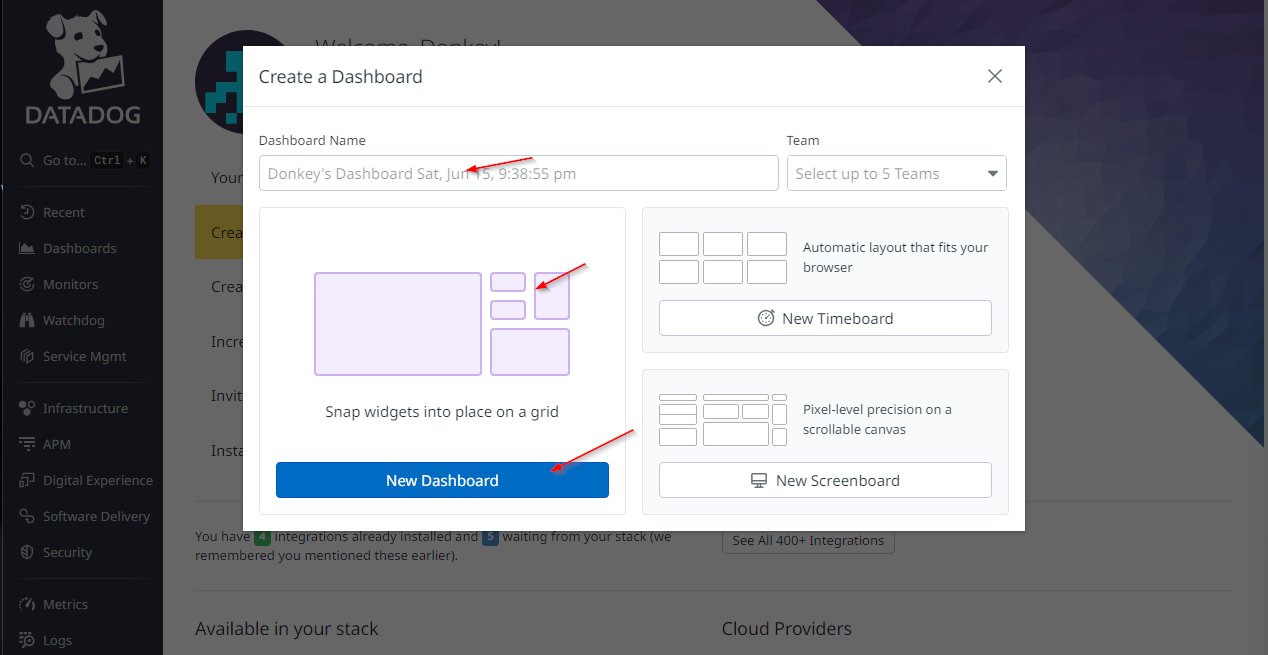 DATADOG
Go to... Ctrl + K
Recent
Dashboards
Monitors
Watchdog
Service Mgmt
Infrastructure
APM
Digital Experience
Software Delivery
Security
Metrics
Logs
Welcome, Donkey!
Your
Crea
Crea
Incre
Invit
Insta
Create a Dashboard
Dashboard Name
Donkey's Dashboard Sat, Jun 15, 9:38:55 pm
Team
Select up to 5 Teams
Snap widgets into place on a grid
New Dashboard
Automatic layout that fits your
browser
New Timeboard
Pixel-level precision on a
scrollable canvas
New Screenboard
You have 4 integrations already installed and 5 waiting from your stack (we
remembered you mentioned these earlier).
See All 400+ Integrations
Available in your stack
Cloud Providers